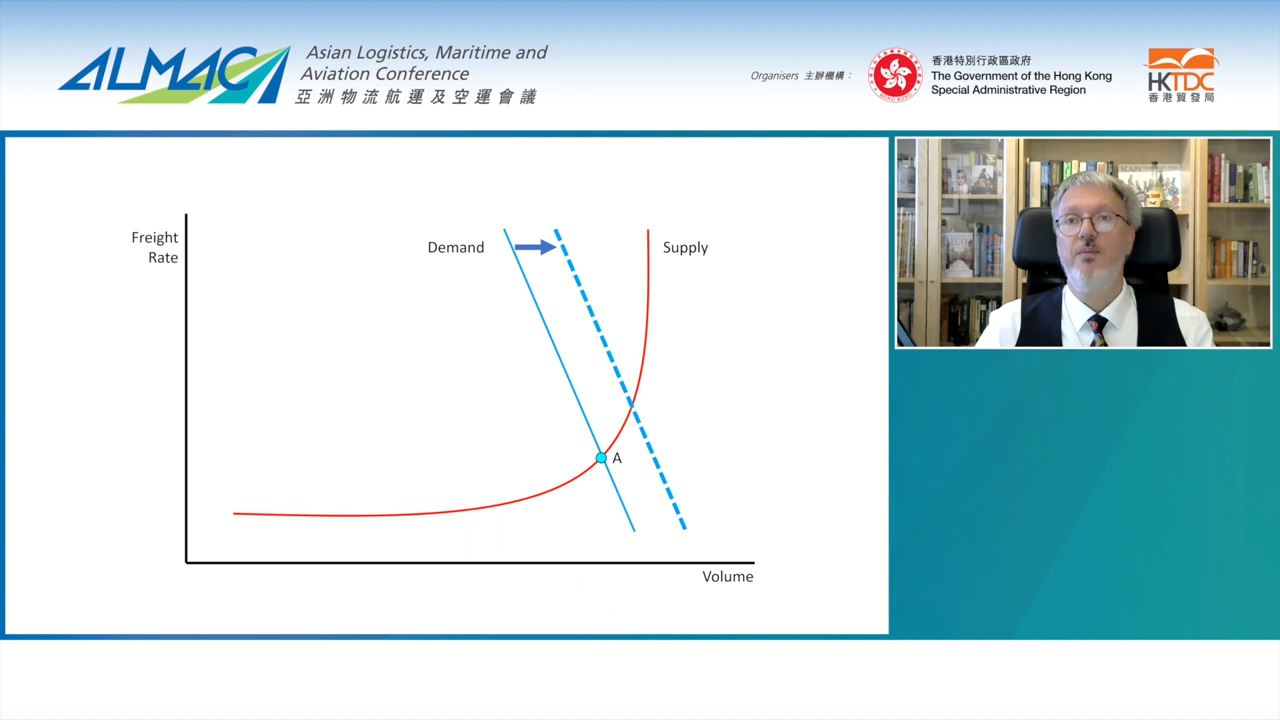 ALMAC
Asian Logistics, Maritime and
Aviation Conference
亞洲物流航運及空運會議
Organisers 主辦機構：
香港特別行政區政府
The Government of the Hong Kong
Special Administrative Region
HKTDC
香港貿發局
Freight
Rate
Demand
Supply
A
Volume